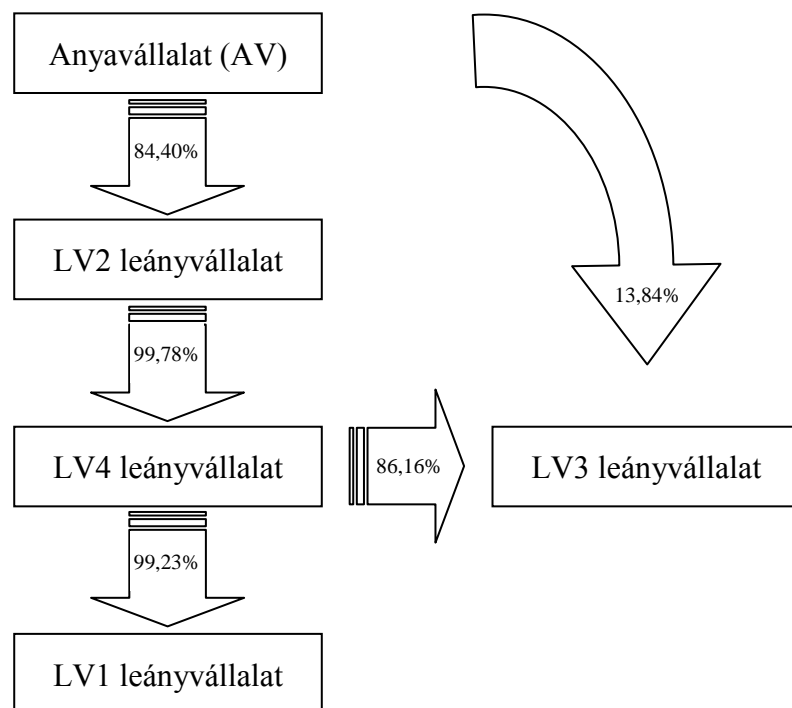 Anyavállalat (AV)
84,40%
LV2 leányvállalat
13,84%
99,78%
LV4 leányvállalat
86,16%
LV3 leányvállalat
99,23%
LV1 leányvállalat